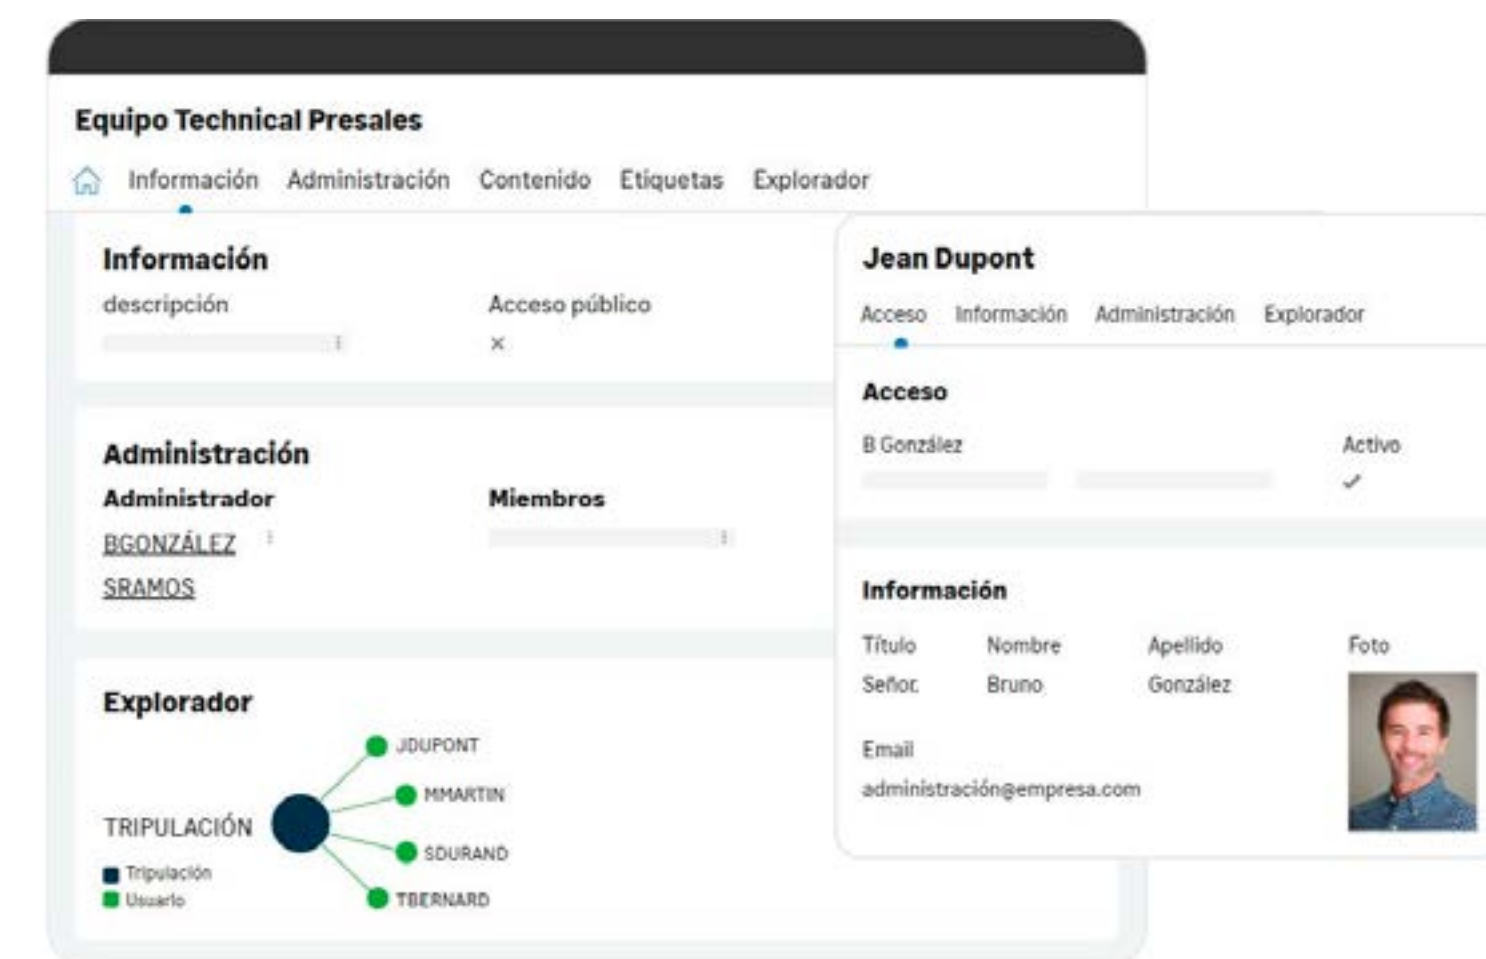 Equipo Technical Presales
Información Administración Contenido Etiquetas Explorador
Información
descripción Acceso público
Administración
Administrador Miembros
BGONZÁLEZ
SRAMOS
Explorador
JDUPONT
MMARTIN
TRIPULACIÓN
SDURAND
Tripulación
TBERNARD
Usuario
Jean Dupont
Acceso Información Administración Explorador
Acceso
B González Activo
Información
Título Nombre Apellido Foto
Señor. Bruno González
Email
administración@empresa.com